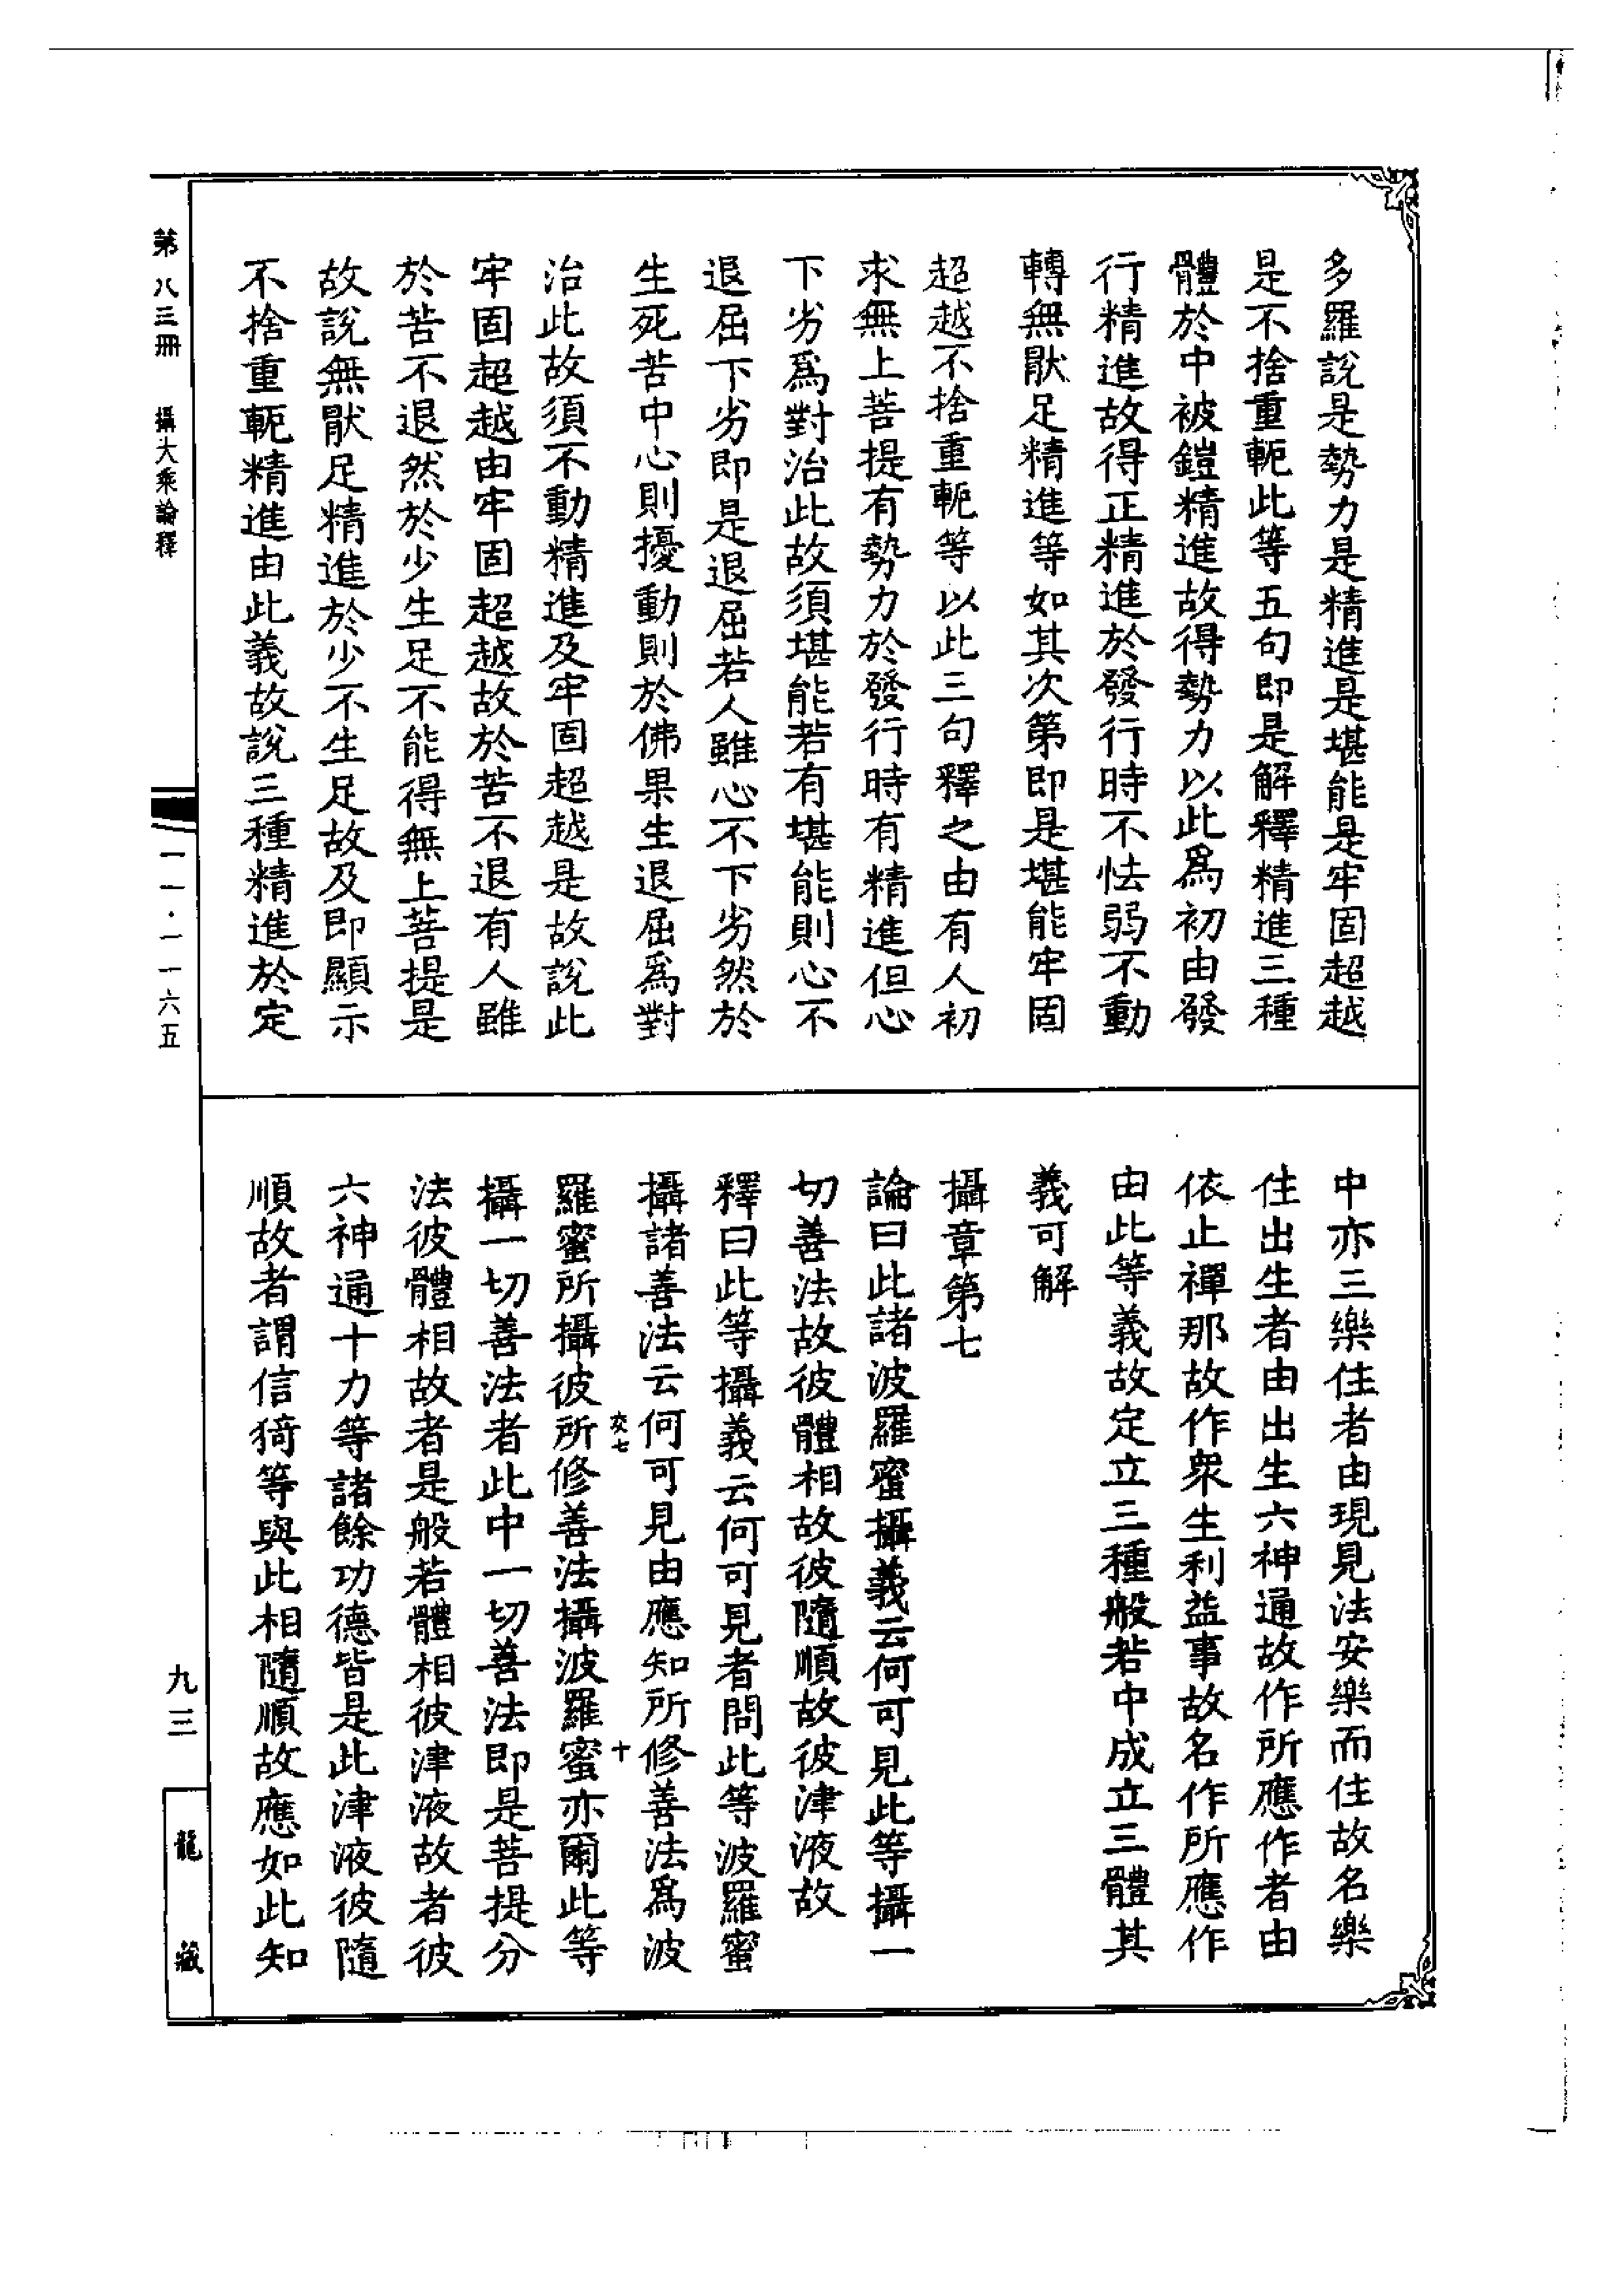 多羅說是勢力是精進是堪能是牢固超越
是不捨重軛此等五句即是解釋精進三種
體於中被鎧精進故得勢力以此爲初由發
行精進故得正精進於發行時不怯弱不動
轉無猒足精進等如其次第即是堪能牢固
超越不捨重軛等以此三句釋之由有人初
求無上菩提有勢力於發行時有精進但心
下劣爲對治此故須堪能若有堪能則心不
退屈下劣即是退屈若人雖心不下劣然於
生死苦中心則擾動則於佛果生退屈爲對
治此故須不動精進及牢固超越是故說此
牢固超越由牢固超越故於苦不退有人雖
於苦不退然於少生足不能得無上菩提是
故說無猒足精進於少不生足故及即顯示
不捨重軛精進由此義故說三種精進於定
中亦三樂住者由現見法安樂而住故名樂
住出生者由出生六神通故作所應作者由
依止禪那故作衆生利益事故名作所應作
由此等義故定立三種般若中成立三體其
義可解
攝章第七
論曰此諸波羅蜜攝義云何可見此等攝一
切善法故彼體相故彼隨順故彼津液故
釋曰此等攝義云何可見者問此等波羅蜜
攝諸善法云何可見由應知所修善法爲波
交七
十
羅蜜所攝彼所修善法攝波羅蜜亦爾此等
攝一切善法者此中一切善法即是菩提分
法彼體相故者是般若體相彼津液故者彼
六神通十力等諸餘功德皆是此津液彼隨
順故者謂信猗等與此相隨順故應如此知
第八三冊
攝大乘論釋
一一·一一六五
九三
龍藏